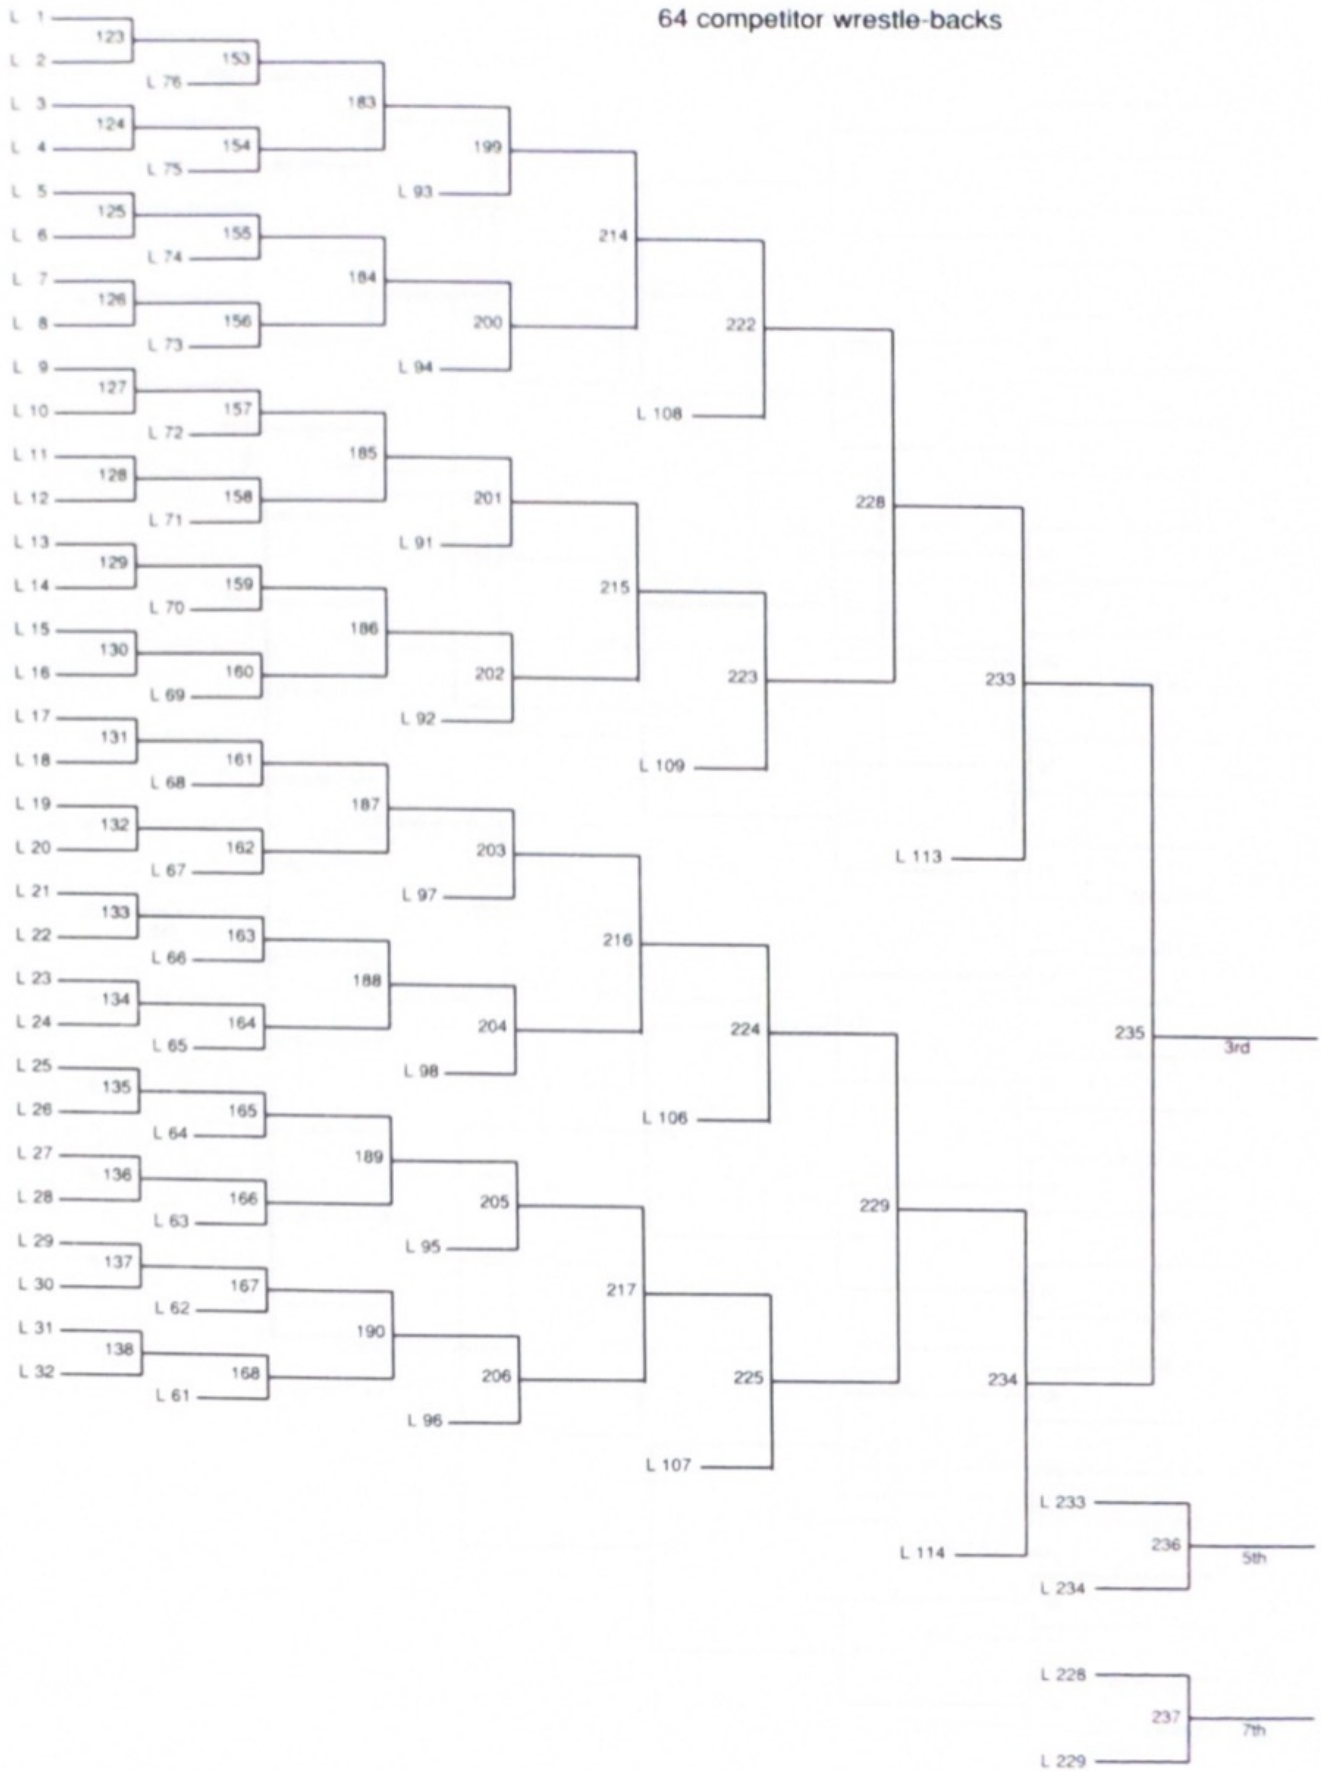 64 competitor wrestle-backs
L 1
123
L 2
153
L 76
183
L 3
124
L 4
154
L 75
199
L 93
L 5
125
L 6
155
L 74
214
184
L 7
126
L 8
156
L 73
200
L 94
222
L 108
L 9
127
L 10
157
L 72
185
L 11
128
L 12
158
L 71
201
L 91
228
L 13
129
L 14
159
L 70
215
186
L 15
130
L 16
160
L 69
202
L 92
223
L 109
233
L 113
L 17
131
L 18
161
L 68
187
L 19
132
L 20
162
L 67
203
L 97
L 21
133
L 22
163
L 66
216
188
L 23
134
L 24
164
L 65
204
L 98
224
L 106
235
3rd
L 25
135
L 26
165
L 64
189
L 27
136
L 28
166
L 63
205
L 95
229
L 29
137
L 30
167
L 62
217
190
L 31
138
L 32
168
L 61
206
L 96
225
L 107
234
L 114
L 233
236
5th
L 234
L 228
237
7th
L 229